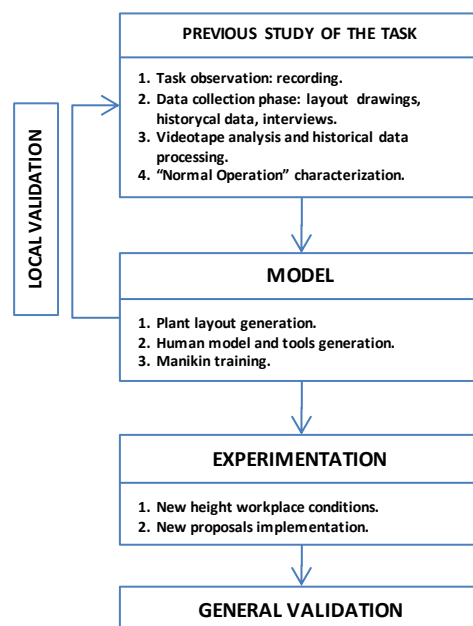 PREVIOUS STUDY OF THE TASK
1. Task observation: recording.
2. Data collection phase: layout drawings,
historycal data, interviews.
3. Videotape analysis and historical data
processing.
4. “Normal Operation” characterization.
LOCAL VALIDATION
MODEL
1. Plant layout generation.
2. Human model and tools generation.
3. Manikin training.
EXPERIMENTATION
1. New height workplace conditions.
2. New proposals implementation.
GENERAL VALIDATION